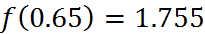 f(0.65) = 1.755